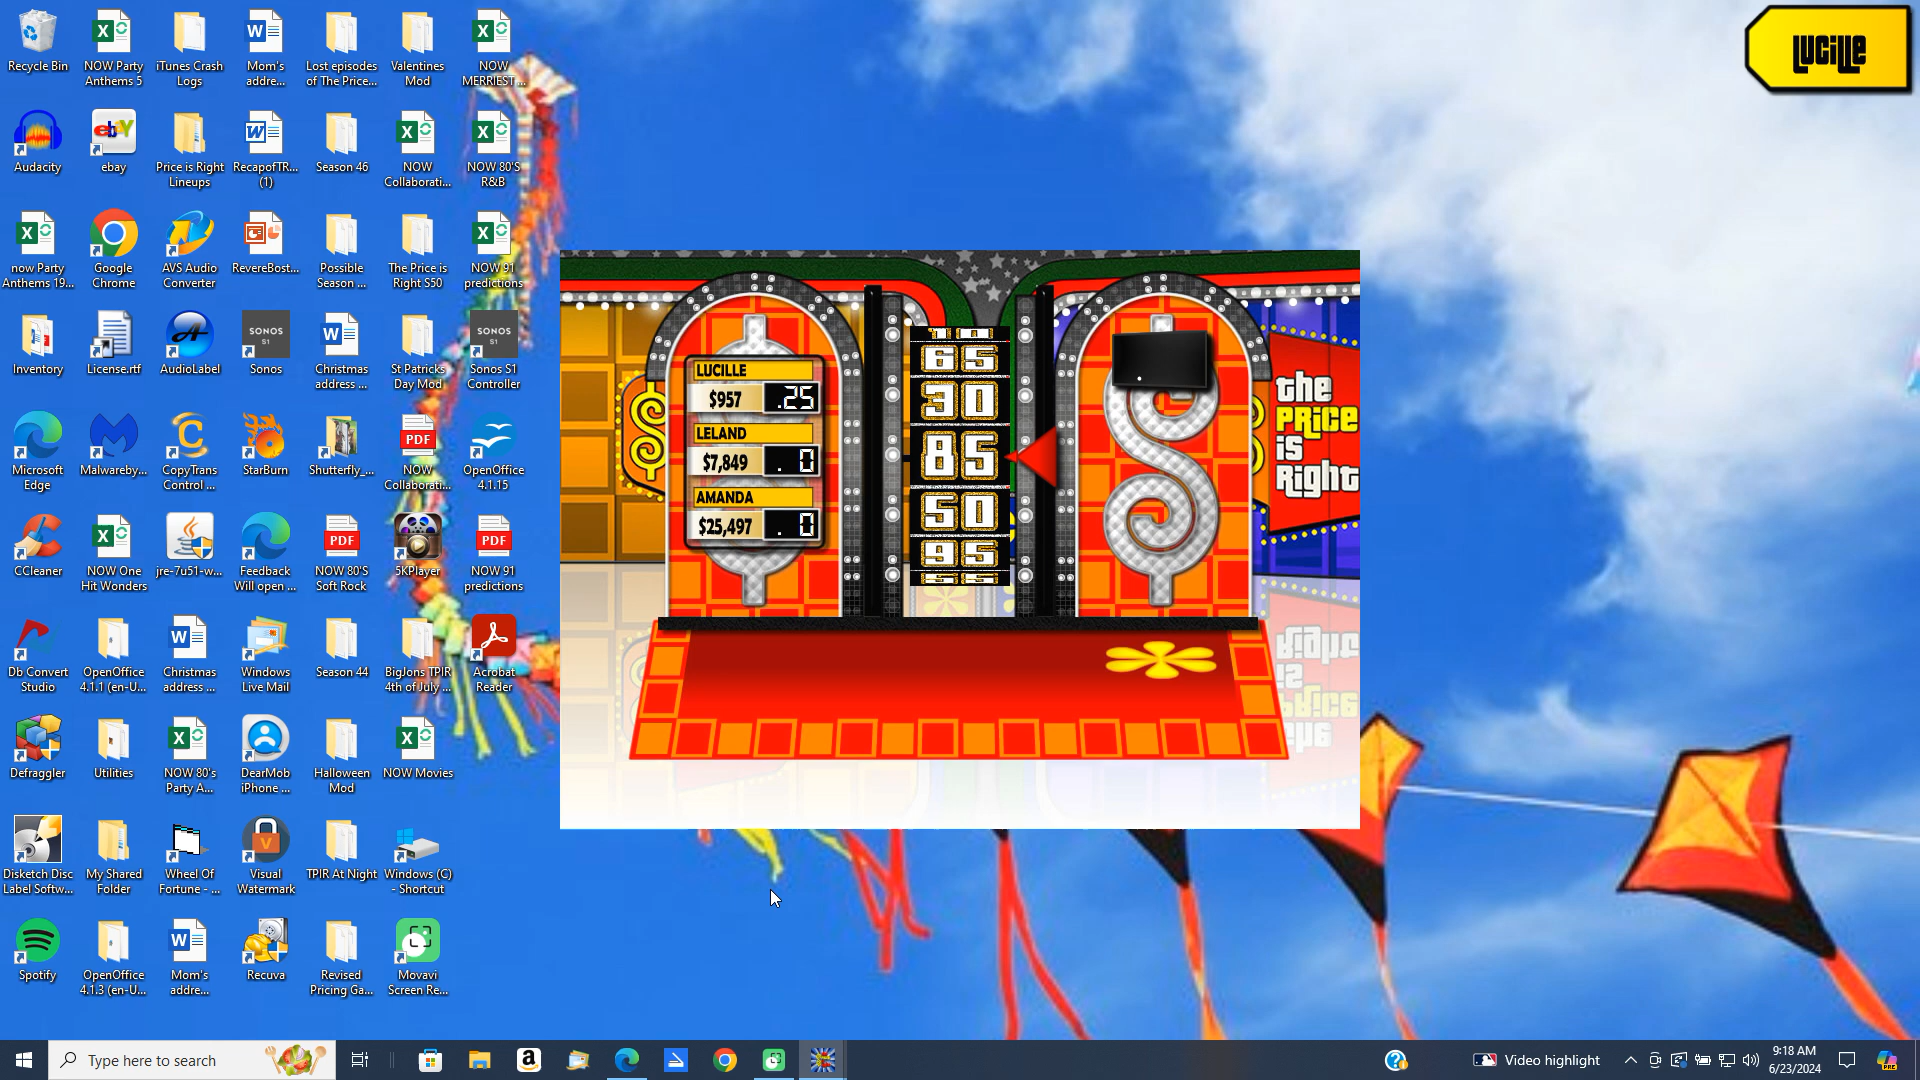 Recycle Bin
NOW Party
Anthems 5
iTunes Crash
Logs
Mom's
addre...
Lost episodes
of The Price...
Valentines
Mod
NOW
MERRIEST ...
LUCILLE
Audacity
ebay
Price is Right
Lineups
RecapofTR...
(1)
Season 46
NOW
Collaborati...
NOW 80'S
R&B
now Party
Anthems 19...
Google
Chrome
AVS Audio
Converter
RevereBost...
Possible
Season ...
The Price is
Right S50
NOW 91
predictions
Inventory
License.rtf
AudioLabel
SONOS
S1
Sonos
Christmas
address ...
St Patricks
Day Mod
SONOS
S1
Sonos S1
Controller
Microsoft
Edge
Malwareby...
CopyTrans
Control ...
StarBurn
Shutterfly_...
PDF
NOW
Collaborati...
OpenOffice
4.1.15
CCleaner
NOW One
Hit Wonders
jre-7u51-w...
Feedback
Will open ...
PDF
NOW 80'S
Soft Rock
5KPlayer
PDF
NOW 91
predictions
Db Convert
Studio
OpenOffice
4.1.1 (en-U...
Christmas
address ...
Windows
Live Mail
Season 44
BigJons TPIR
4th of July ...
Acrobat
Reader
Defraggler
Utilities
NOW 80's
Party A...
DearMob
iPhone ...
Halloween
Mod
NOW Movies
Disketch Disc
Label Softw...
My Shared
Folder
Wheel Of
Fortune - ...
Visual
Watermark
TPIR At Night
Windows (C)
- Shortcut
Spotify
OpenOffice
4.1.3 (en-U...
Mom's
addre...
Recuva
Revised
Pricing Ga...
Movavi
Screen Re...
LUCILLE
$957 .25
LELAND
$7,849 . 0
AMANDA
$25,497 . 0
65
30
85
50
95
the
PRICE
is
Right
Type here to search
Video highlight
9:18 AM
6/23/2024